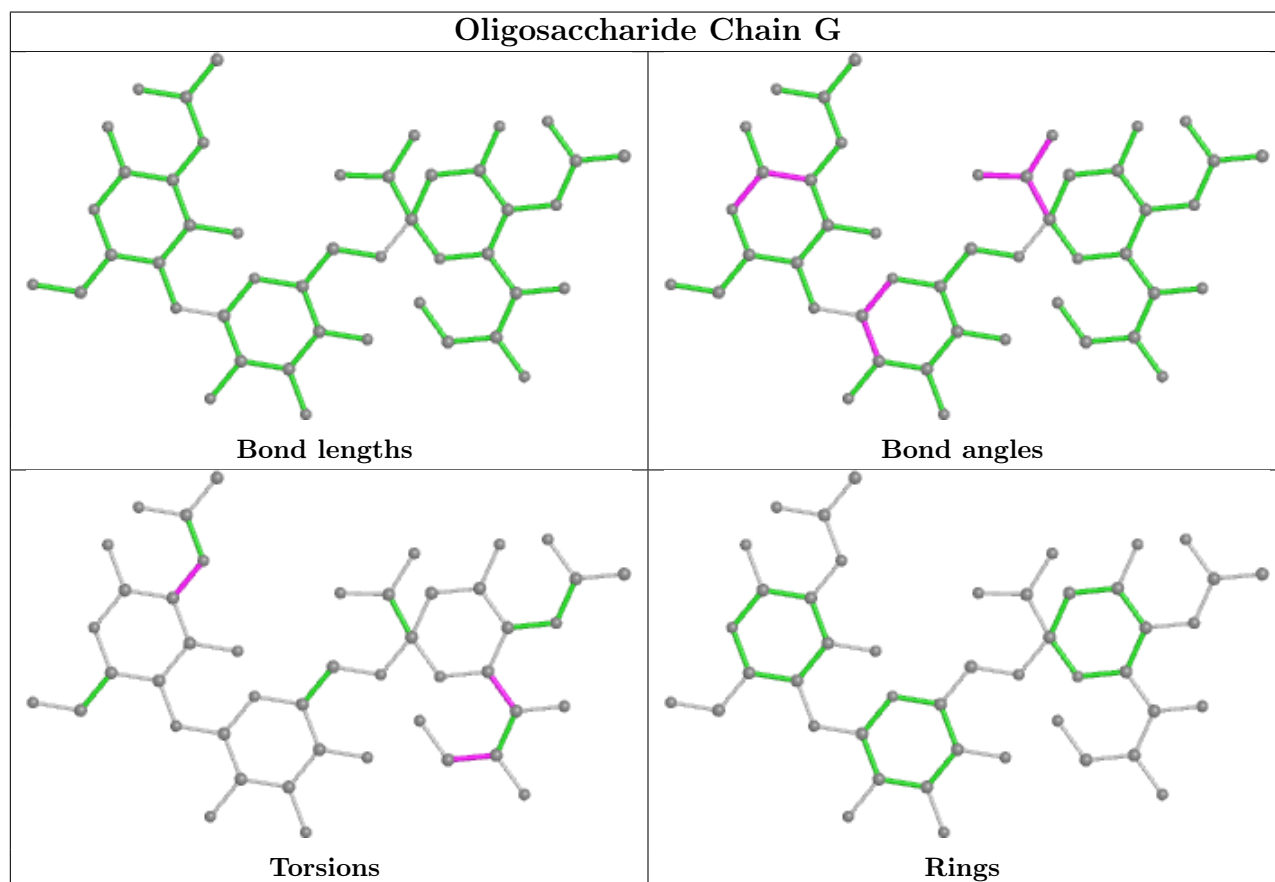 Oligosaccharide Chain G
Bond lengths
Bond angles
Torsions
Rings